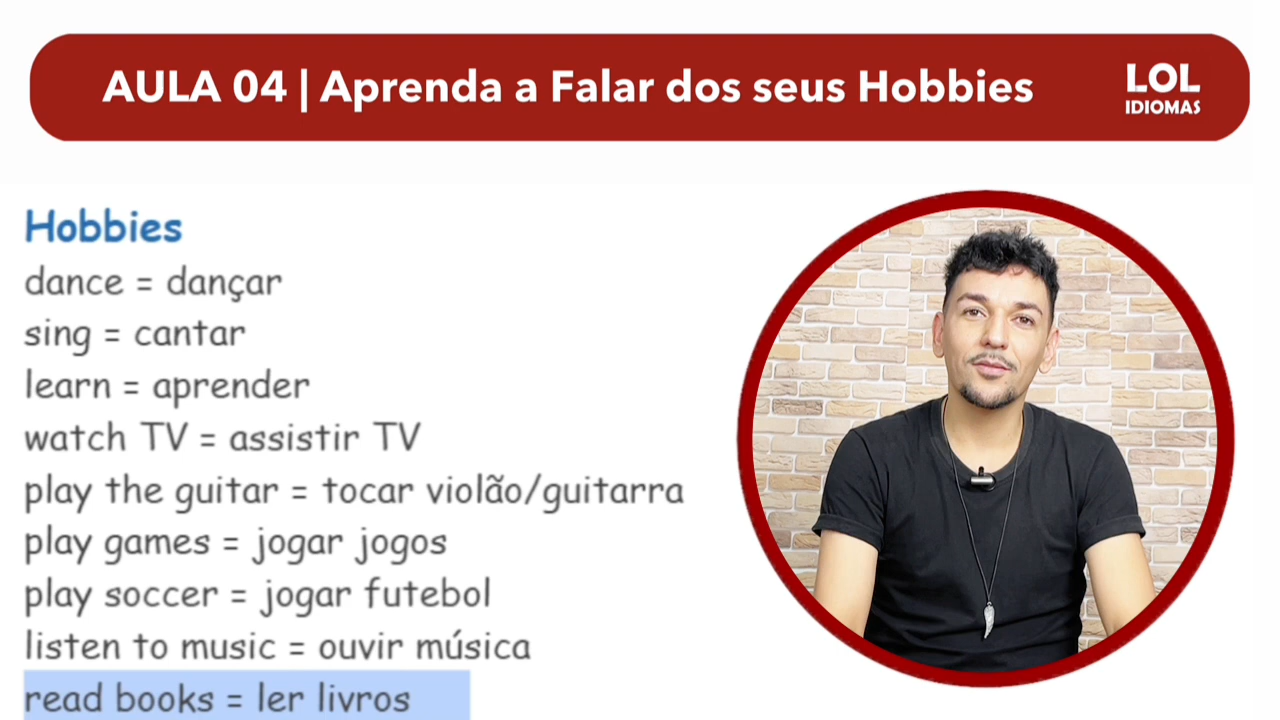 AULA 04 | Aprenda a Falar dos seus Hobbies
LOL
IDIOMAS
Hobbies
dance = dançar
sing = cantar
learn = aprender
watch TV = assistir TV
play the guitar = tocar violão/guitarra
play games = jogar jogos
play soccer = jogar futebol
listen to music = ouvir música
read books = ler livros